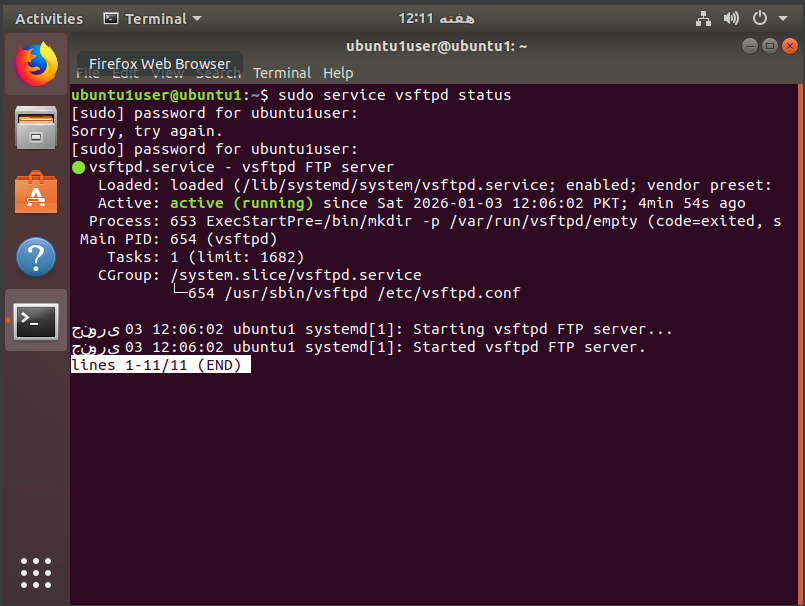 Activities Terminal هفته 12:11
ubuntu1user@ubuntu1: ~
Firefox Web Browser
File Edit View Search Terminal Help
ubuntu1user@ubuntu1:~$ sudo service vsftpd status
[sudo] password for ubuntu1user:
Sorry, try again.
[sudo] password for ubuntu1user:
vsftpd.service - vsftpd FTP server
Loaded: loaded (/lib/systemd/system/vsftpd.service; enabled; vendor preset:
Active: active (running) since Sat 2026-01-03 12:06:02 PKT; 4min 54s ago
Process: 653 ExecStartPre=/bin/mkdir -p /var/run/vsftpd/empty (code=exited, s
Main PID: 654 (vsftpd)
Tasks: 1 (limit: 1682)
CGroup: /system.slice/vsftpd.service
└─654 /usr/sbin/vsftpd /etc/vsftpd.conf
جنوری 03 12:06:02 ubuntu1 systemd[1]: Starting vsftpd FTP server...
جنوری 03 12:06:02 ubuntu1 systemd[1]: Started vsftpd FTP server.
lines 1-11/11 (END)